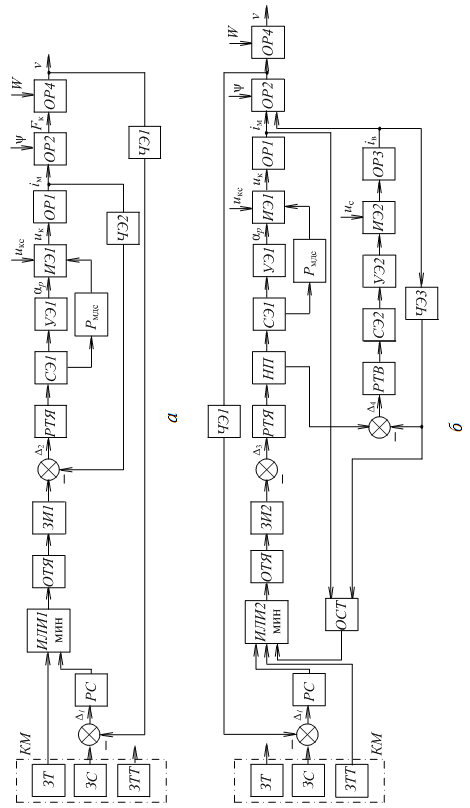 КМ
ЗТ
ЗС
ЗТТ
Δ₁
РС
ИЛИ1
мин
ОТЯ
ЗИ1
Δ₂
РТЯ
СЭ1
УЭ1
αр
Рмдс
ИЭ1
uкс
uк
ОР1
iм
ЧЭ2
ψ
ОР2
Fк
W
ОР4
v
ЧЭ1
а
КМ
ЗТ
ЗС
ЗТТ
Δ₁
РС
ИЛИ2
мин
ОСТ
ОТЯ
ЗИ2
Δ₃
РТЯ
ЧЭ1
НП
СЭ1
УЭ1
αр
Рмдс
ИЭ1
uкс
uк
ОР1
iм
ψ
ОР2
W
ОР4
v
Δ₄
РТВ
СЭ2
УЭ2
ИЭ2
uс
ОР3
iв
ЧЭ3
б